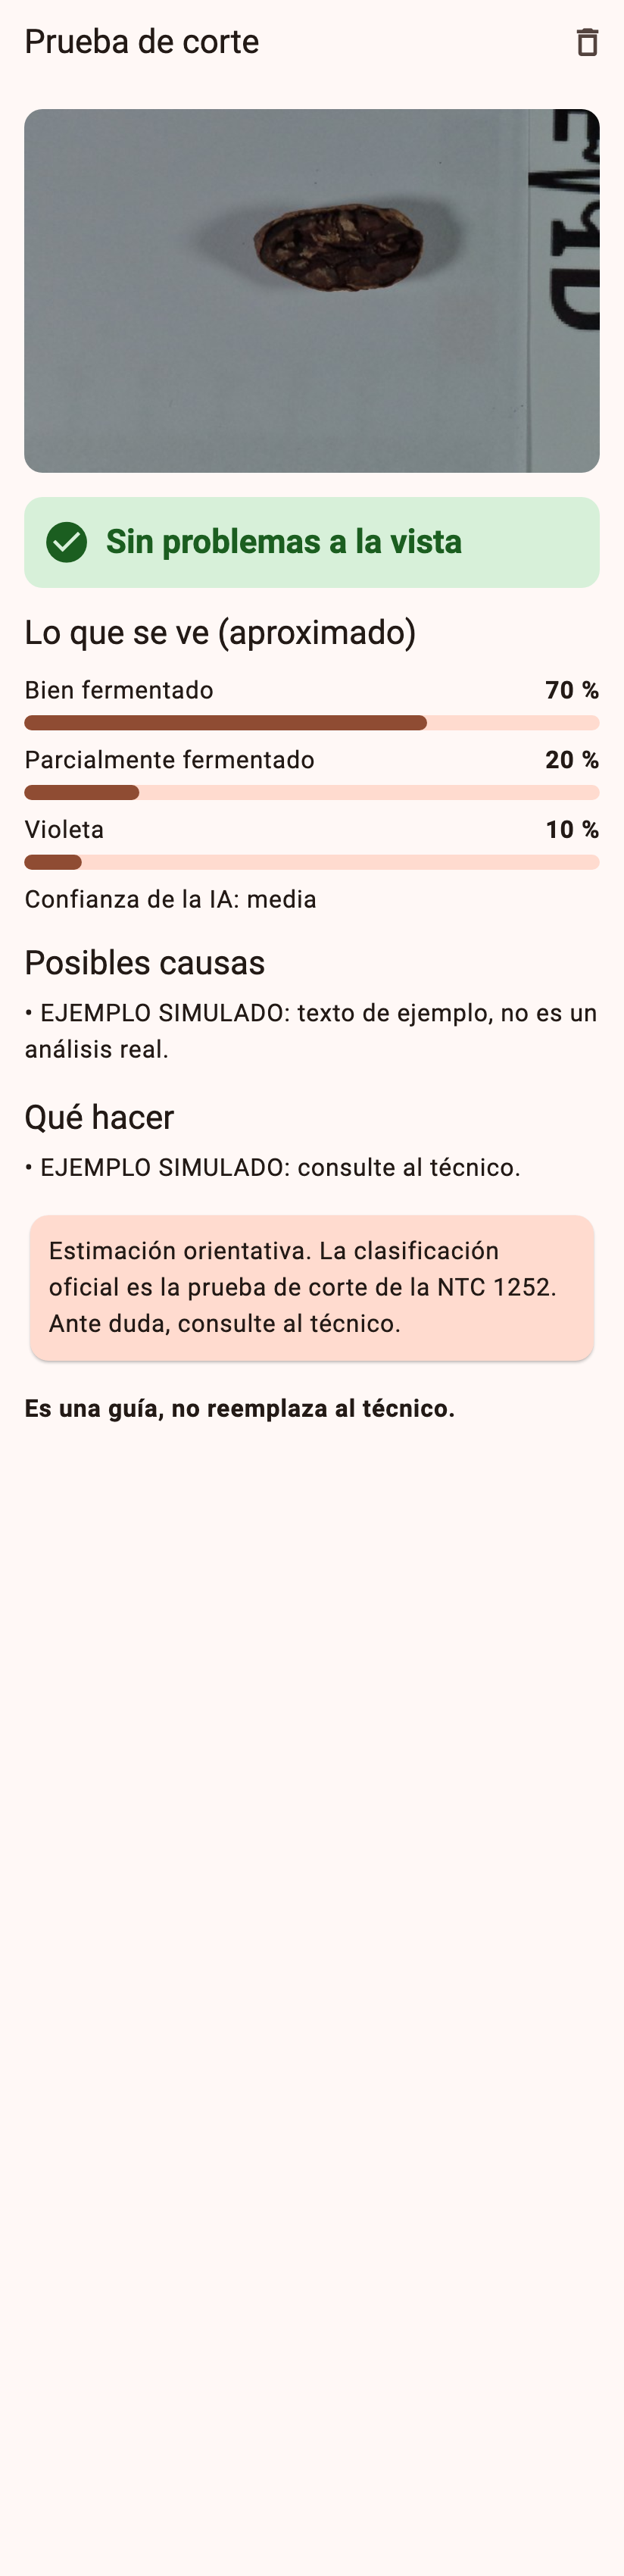 Prueba de corte
Sin problemas a la vista
Lo que se ve (aproximado)
Bien fermentado 70 %
Parcialmente fermentado 20 %
Violeta 10 %
Confianza de la IA: media
Posibles causas
• EJEMPLO SIMULADO: texto de ejemplo, no es un
análisis real.
Qué hacer
• EJEMPLO SIMULADO: consulte al técnico.
Estimación orientativa. La clasificación
oficial es la prueba de corte de la NTC 1252.
Ante duda, consulte al técnico.
Es una guía, no reemplaza al técnico.